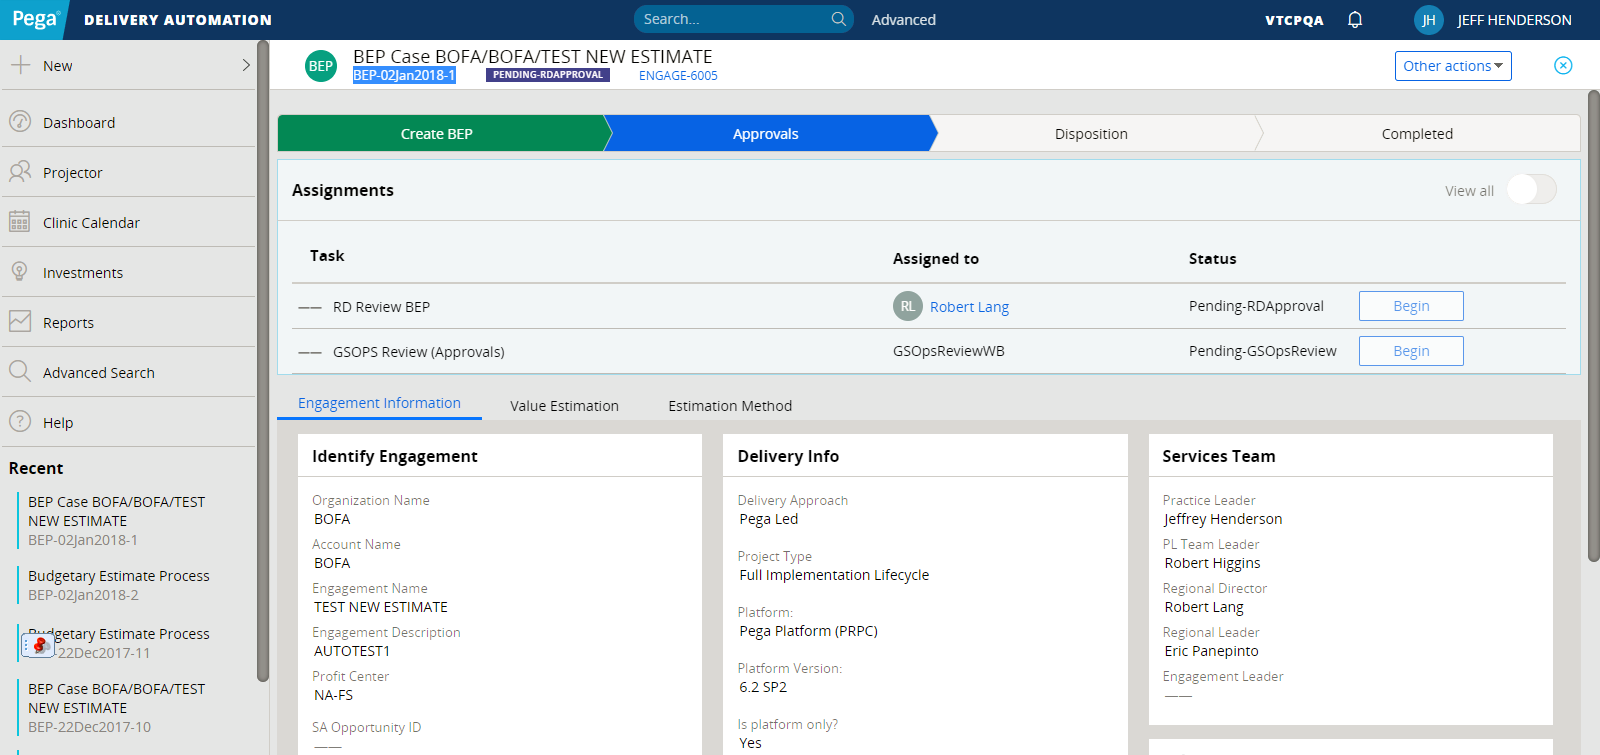 Pega DELIVERY AUTOMATION
Search...
Advanced
VTCPQA
JH JEFF HENDERSON
New
Dashboard
Projector
Clinic Calendar
Investments
Reports
Advanced Search
Help
Recent
BEP Case BOFA/BOFA/TEST
NEW ESTIMATE
BEP-02Jan2018-1
Budgetary Estimate Process
BEP-02Jan2018-2
Budgetary Estimate Process
-22Dec2017-11
BEP Case BOFA/BOFA/TEST
NEW ESTIMATE
BEP-22Dec2017-10
BEP
BEP Case BOFA/BOFA/TEST NEW ESTIMATE
BEP-02Jan2018-1 PENDING-RDAPPROVAL ENGAGE-6005
Other actions
Create BEP Approvals Disposition Completed
Assignments
View all
Task Assigned to Status
RD Review BEP RL Robert Lang Pending-RDApproval Begin
GSOPS Review (Approvals) GSOpsReviewWB Pending-GSOpsReview Begin
Engagement Information Value Estimation Estimation Method
Identify Engagement
Organization Name
BOFA
Account Name
BOFA
Engagement Name
TEST NEW ESTIMATE
Engagement Description
AUTOTEST1
Profit Center
NA-FS
SA Opportunity ID
——
Delivery Info
Delivery Approach
Pega Led
Project Type
Full Implementation Lifecycle
Platform:
Pega Platform (PRPC)
Platform Version:
6.2 SP2
Is platform only?
Yes
Services Team
Practice Leader
Jeffrey Henderson
PL Team Leader
Robert Higgins
Regional Director
Robert Lang
Regional Leader
Eric Panepinto
Engagement Leader
——